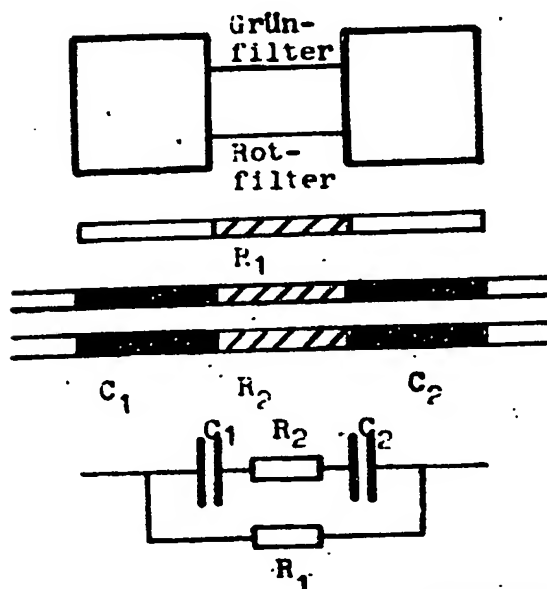 Grün-
filter
Rot-
filter
R₁
C₁ R₂ C₂
C₁ R₂ C₂
R₁